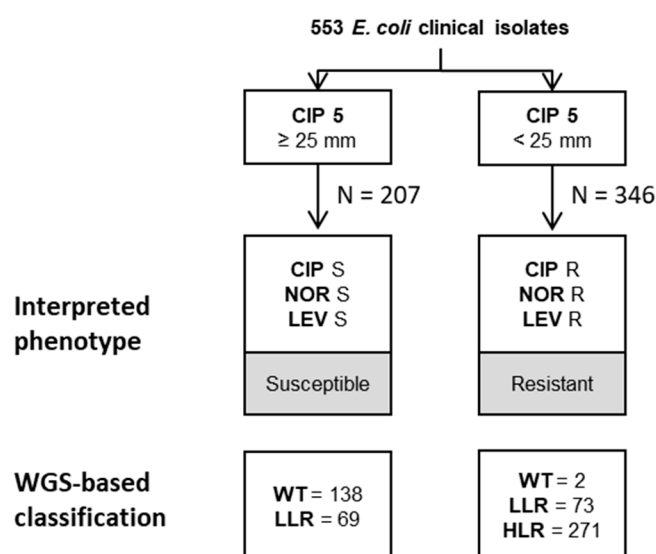 553 E. coli clinical isolates
CIP 5
≥ 25 mm
CIP 5
< 25 mm
N = 207
N = 346
Interpreted
phenotype
CIP S
NOR S
LEV S
Susceptible
CIP R
NOR R
LEV R
Resistant
WGS-based
classification
WT = 138
LLR = 69
WT = 2
LLR = 73
HLR = 271